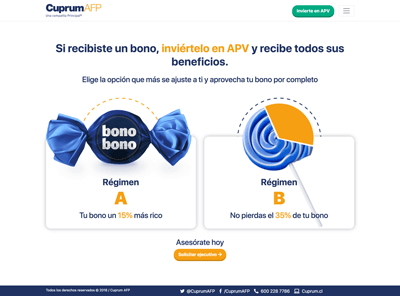 CuprumAFP
Una compañía Principal®
Invierte en APV
Si recibiste un bono, inviértelo en APV y recibe todos sus
beneficios.
Elige la opción que más se ajuste a ti y aprovecha tu bono por completo
bono
bono
Régimen
A
Tu bono un 15% más rico
Régimen
B
No pierdas el 35% de tu bono
Asesórate hoy
Solicitar ejecutivo →
Todos los derechos reservados © 2018 / Cuprum AFP
@CuprumAFP
/CuprumAFP
600 228 7786
Cuprum.cl